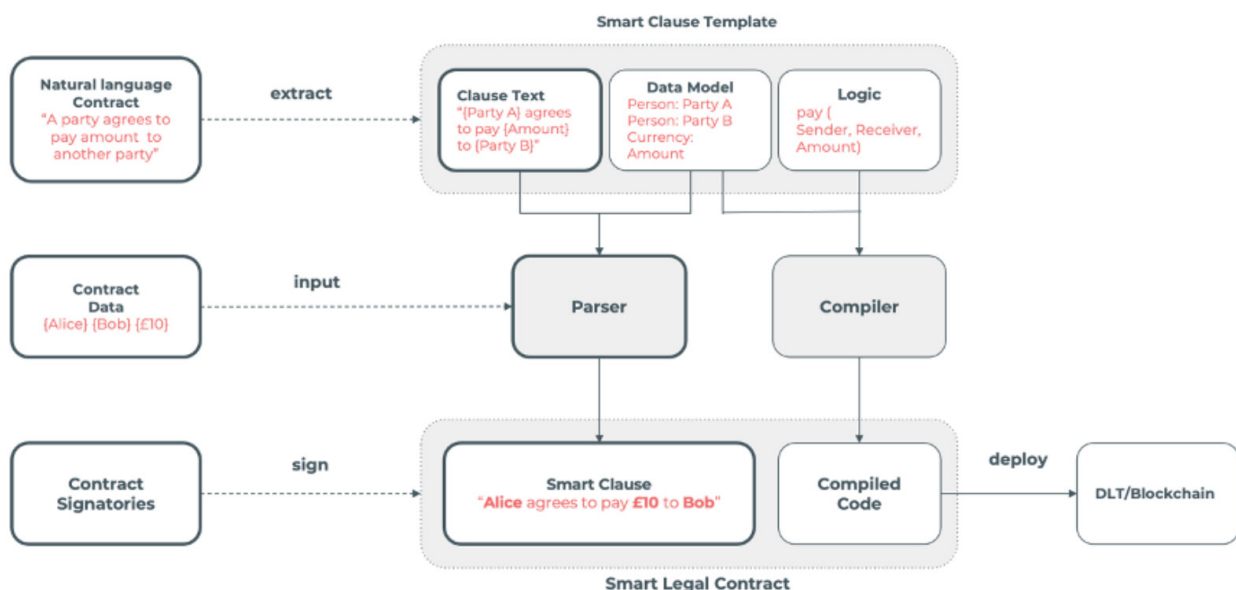 Smart Clause Template
Natural language
Contract
“A party agrees to
pay amount to
another party”
extract
Clause Text
“{Party A} agrees
to pay {Amount}
to {Party B}”
Data Model
Person: Party A
Person: Party B
Currency:
Amount
Logic
pay (
Sender, Receiver,
Amount)
Contract
Data
{Alice} {Bob} {£10}
input
Parser
Compiler
Contract
Signatories
sign
Smart Clause
“Alice agrees to pay £10 to Bob”
Compiled
Code
deploy
DLT/Blockchain
Smart Legal Contract